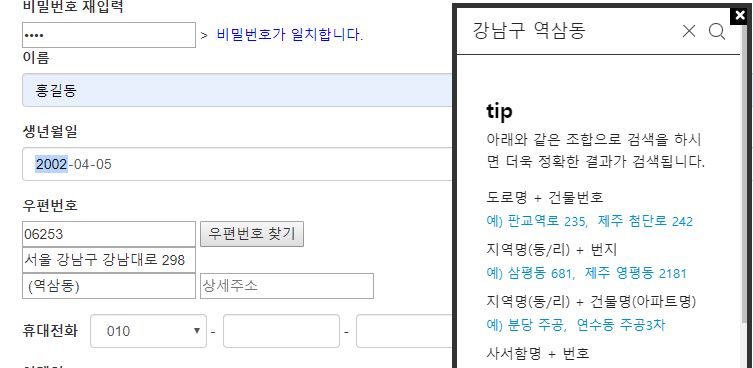 비밀번호 재입력
••••
> 비밀번호가 일치합니다.
이름
홍길동
생년월일
2002-04-05
우편번호
06253
우편번호 찾기
서울 강남구 강남대로 298
(역삼동)
상세주소
휴대전화 010 - -
강남구 역삼동
tip
아래와 같은 조합으로 검색을 하시
면 더욱 정확한 결과가 검색됩니다.
도로명 + 건물번호
예) 판교역로 235, 제주 첨단로 242
지역명(동/리) + 번지
예) 삼평동 681, 제주 영평동 2181
지역명(동/리) + 건물명(아파트명)
예) 분당 주공, 연수동 주공3차
사서함명 + 번호